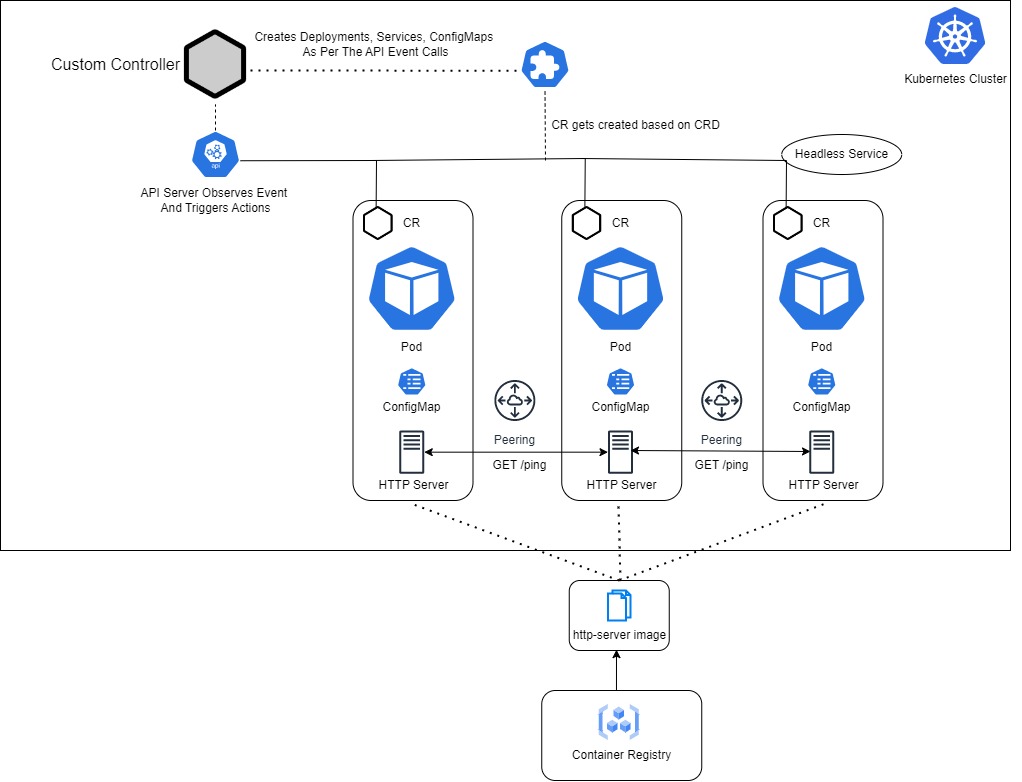 Creates Deployments, Services, ConfigMaps
As Per The API Event Calls
Custom Controller
Kubernetes Cluster
CR gets created based on CRD
Headless Service
api
API Server Observes Event
And Triggers Actions
CR
CR
CR
Pod
Pod
Pod
ConfigMap
ConfigMap
ConfigMap
Peering
Peering
GET /ping
GET /ping
HTTP Server
HTTP Server
HTTP Server
http-server image
Container Registry